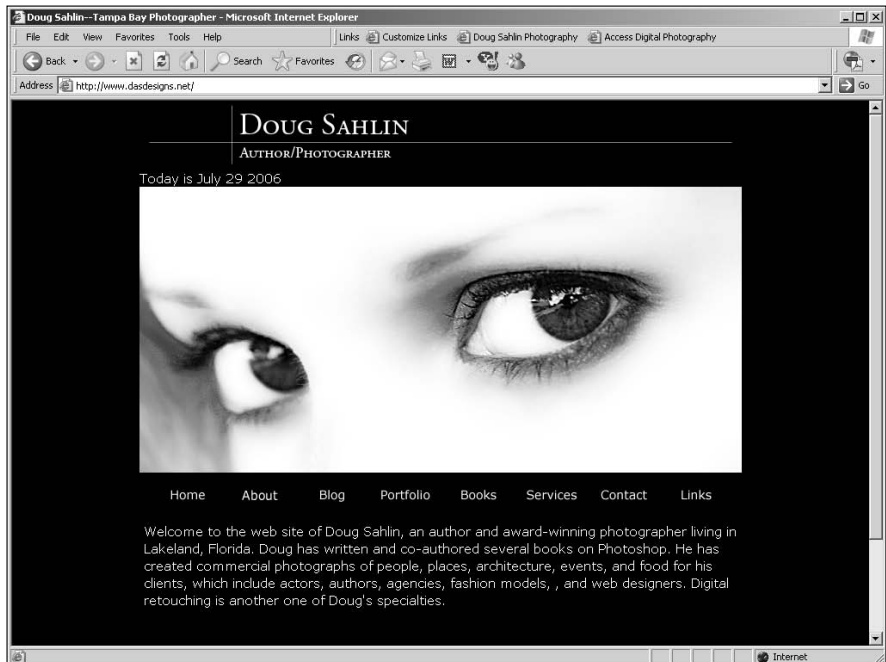 Doug Sahlin--Tampa Bay Photographer - Microsoft Internet Explorer
File Edit View Favorites Tools Help Links Customize Links Doug Sahlin Photography Access Digital Photography
Back Search Favorites
Address http://www.dasdesigns.net/ Go
Doug Sahlin
Author/Photographer
Today is July 29 2006
Home About Blog Portfolio Books Services Contact Links
Welcome to the web site of Doug Sahlin, an author and award-winning photographer living in
Lakeland, Florida. Doug has written and co-authored several books on Photoshop. He has
created commercial photographs of people, places, architecture, events, and food for his
clients, which include actors, authors, agencies, fashion models, , and web designers. Digital
retouching is another one of Doug's specialties.
Internet